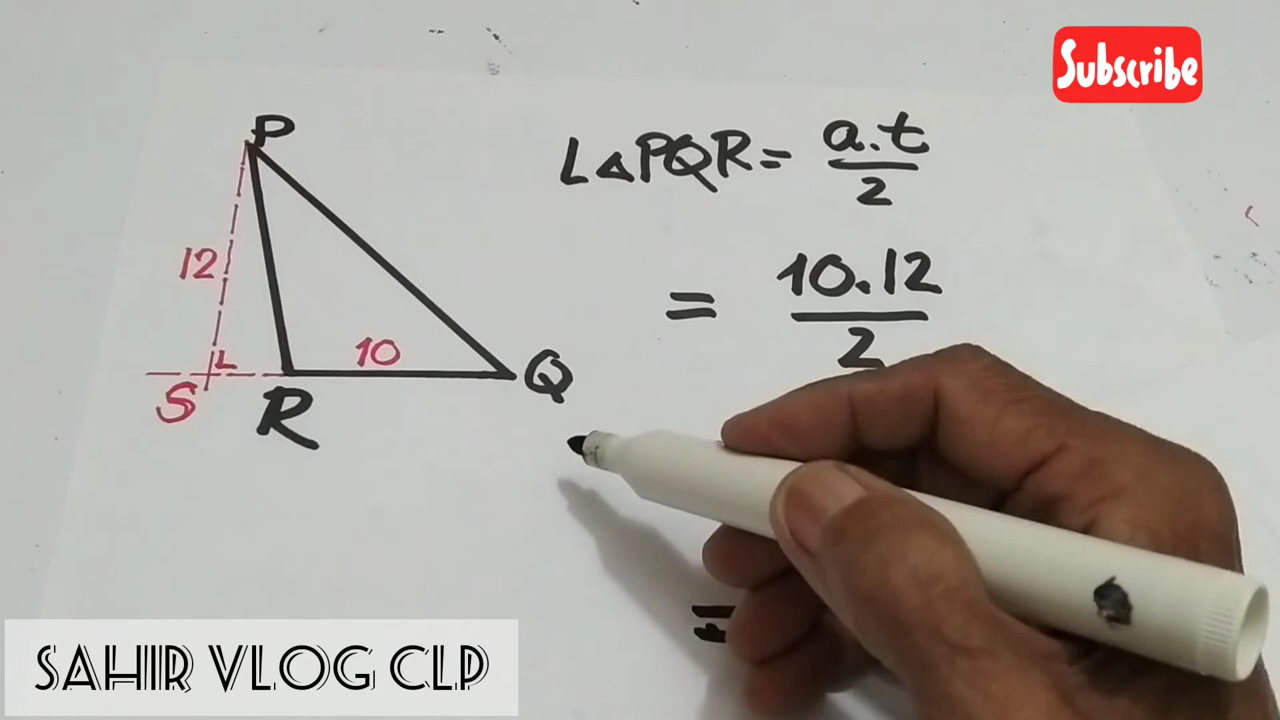 Subscribe
P
12
10
S
R
Q
L△PQR = a.t/2
= 10.12/2
=
SAHIR VLOG CLP